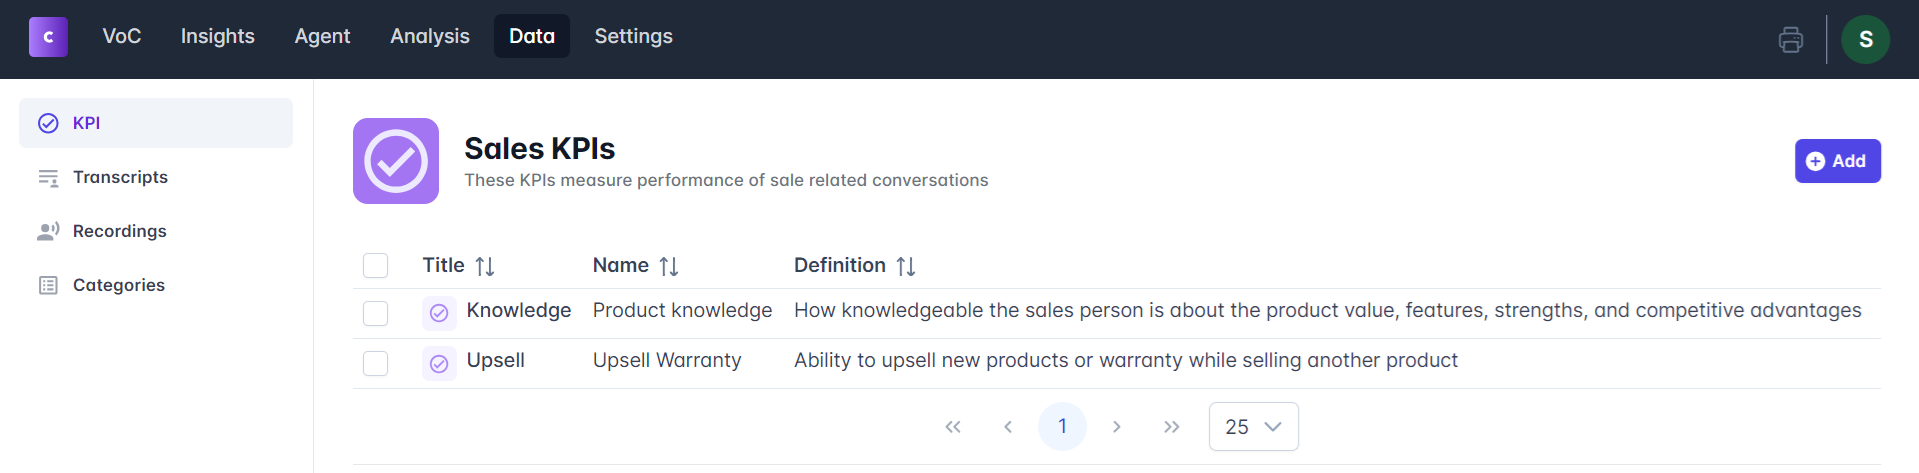 c VoC Insights Agent Analysis Data Settings S
KPI
Transcripts
Recordings
Categories
Sales KPIs
These KPIs measure performance of sale related conversations
Add
Title Name Definition
Knowledge Product knowledge How knowledgeable the sales person is about the product value, features, strengths, and competitive advantages
Upsell Upsell Warranty Ability to upsell new products or warranty while selling another product
1 25